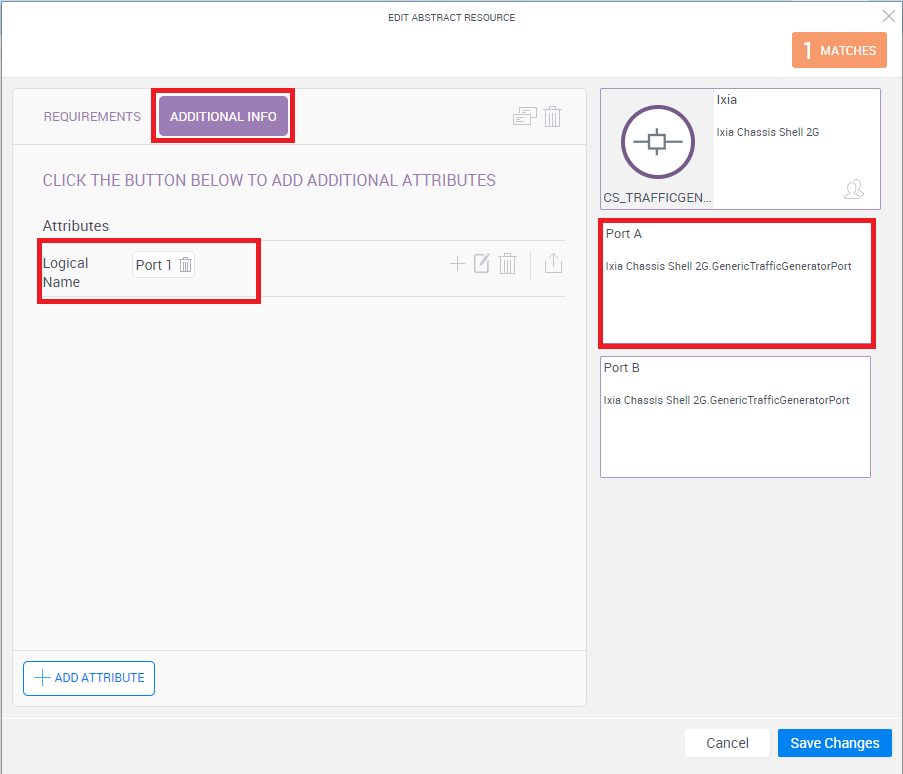 EDIT ABSTRACT RESOURCE
1 MATCHES
REQUIREMENTS
ADDITIONAL INFO
CLICK THE BUTTON BELOW TO ADD ADDITIONAL ATTRIBUTES
Attributes
Logical
Name
Port 1
ADD ATTRIBUTE
Ixia
Ixia Chassis Shell 2G
CS_TRAFFICGEN...
Port A
Ixia Chassis Shell 2G.GenericTrafficGeneratorPort
Port B
Ixia Chassis Shell 2G.GenericTrafficGeneratorPort
Cancel
Save Changes